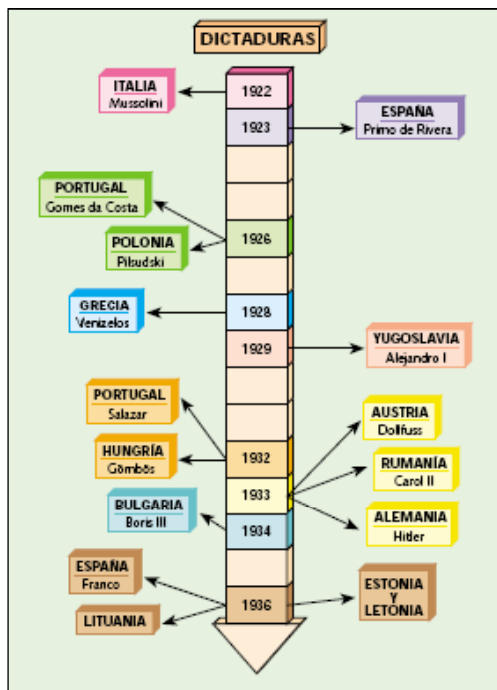 DICTADURAS
1922
ITALIA
Mussolini
1923
ESPAÑA
Primo de Rivera
PORTUGAL
Gomes da Costa
1926
POLONIA
Pilsudski
GRECIA
Venizelos
1928
1929
YUGOSLAVIA
Alejandro I
PORTUGAL
Salazar
1932
HUNGRÍA
Gömbös
AUSTRIA
Dollfuss
1933
RUMANÍA
Carol II
ALEMANIA
Hitler
BULGARIA
Boris III
1934
ESPAÑA
Franco
1936
LITUANIA
ESTONIA
Y
LETONIA